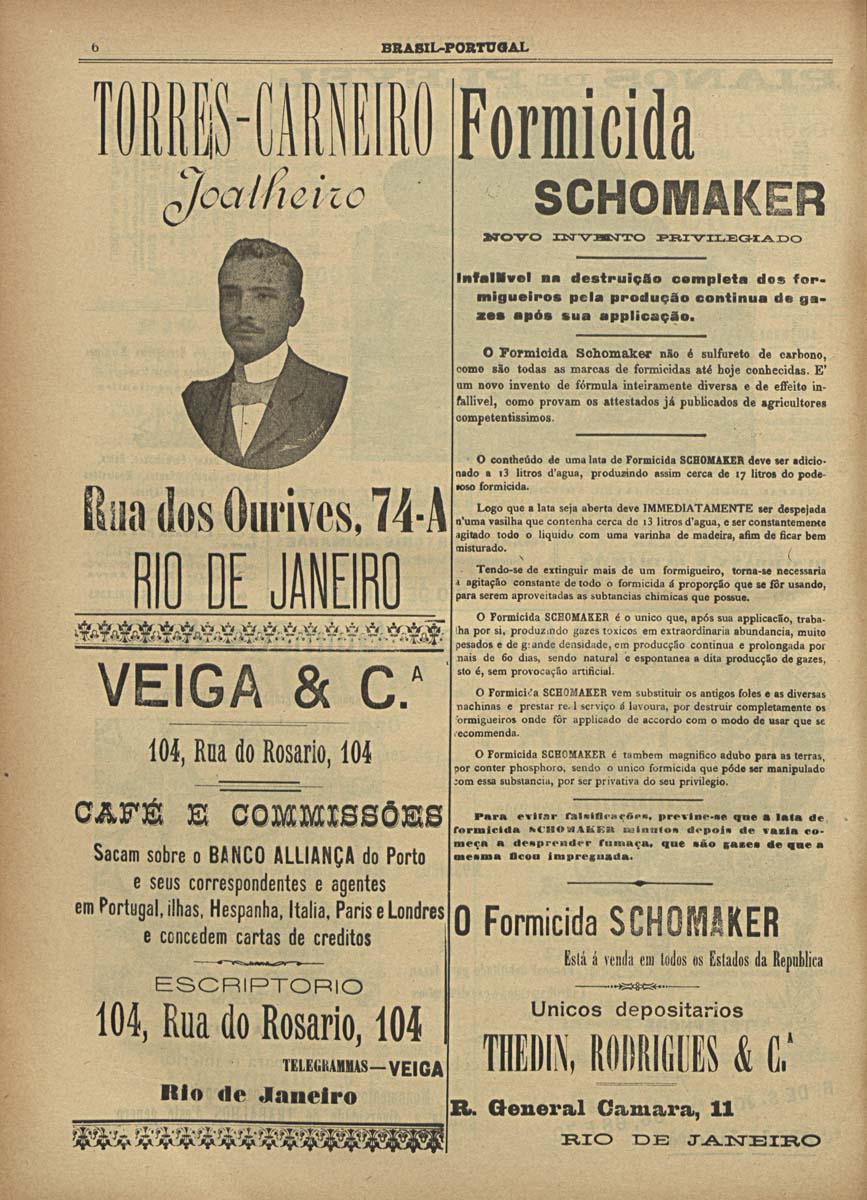 6
BRASIL-PORTUGAL
TORRES-CARNEIRO
Joalheiro
Rua dos Ourives, 74-A
RIO DE JANEIRO
VEIGA & C.A
104, Rua do Rosario, 104
CAFÉ E COMMISSÕES
Sacam sobre o BANCO ALLIANÇA do Porto
e seus correspondentes e agentes
em Portugal, ilhas, Hespanha, Italia, Paris e Londres
e concedem cartas de creditos
ESCRIPTORIO
104, Rua do Rosario, 104
TELEGRAMMAS—VEIGA
Rio de Janeiro
Formicida
SCHOMAKER
NOVO INVENTO PRIVILEGIADO
Infallivel na destruição completa dos for-
migueiros pela produção continua de ga-
zes após sua applicação.
O Formicida Schomaker não é sulfureto de carbono,
como são todas as marcas de formicidas até hoje conhecidas. E'
um novo invento de fórmula inteiramente diversa e de effeito in-
fallivel, como provam os attestados já publicados de agricultores
competentissimos.
O contheúdo de uma lata de Formicida SCHOMAKER deve ser adicio-
nado a 13 litros d'agua, produzindo assim cerca de 17 litros do pode-
roso formicida.
Logo que a lata seja aberta deve IMMEDIATAMENTE ser despejada
n'uma vasilha que contenha cerca de 13 litros d'agua, e ser constantemente
agitado todo o liquido com uma varinha de madeira, afim de ficar bem
misturado.
Tendo-se de extinguir mais de um formigueiro, torna-se necessaria
a agitação constante de todo o formicida á proporção que se fôr usando,
para serem aproveitadas as subtancias chimicas que possue.
O Formicida SCHOMAKER é o unico que, após sua applicacão, traba-
lha por si, produzindo gazes toxicos em extraordinaria abundancia, muito
pesados e de grande densidade, em producção continua e prolongada por
mais de 60 dias, sendo natural e espontanea a dita producção de gazes,
isto é, sem provocação artificial.
O Formicida SCHOMAKER vem substituir os antigos foles e as diversas
machinas e prestar real serviço á lavoura, por destruir completamente os
formigueiros onde fôr applicado de accordo com o modo de usar que se
recommenda.
O Formicida SCHOMAKER é tambem magnifico adubo para as terras,
por conter phosphoro, sendo o unico formicida que póde ser manipulado
com essa substancia, por ser privativa do seu privilegio.
Para evitar falsificações, previne-se que a lata de
formicida SCHOMAKER minutos depois de vazia co-
meça a desprender fumaça, que são gazes de que a
mesma ficou impregnada.
O Formicida SCHOMAKER
Está á venda em todos os Estados da Republica
Unicos depositarios
THEDIN, RODRIGUES & C.A
R. General Camara, 11
RIO DE JANEIRO